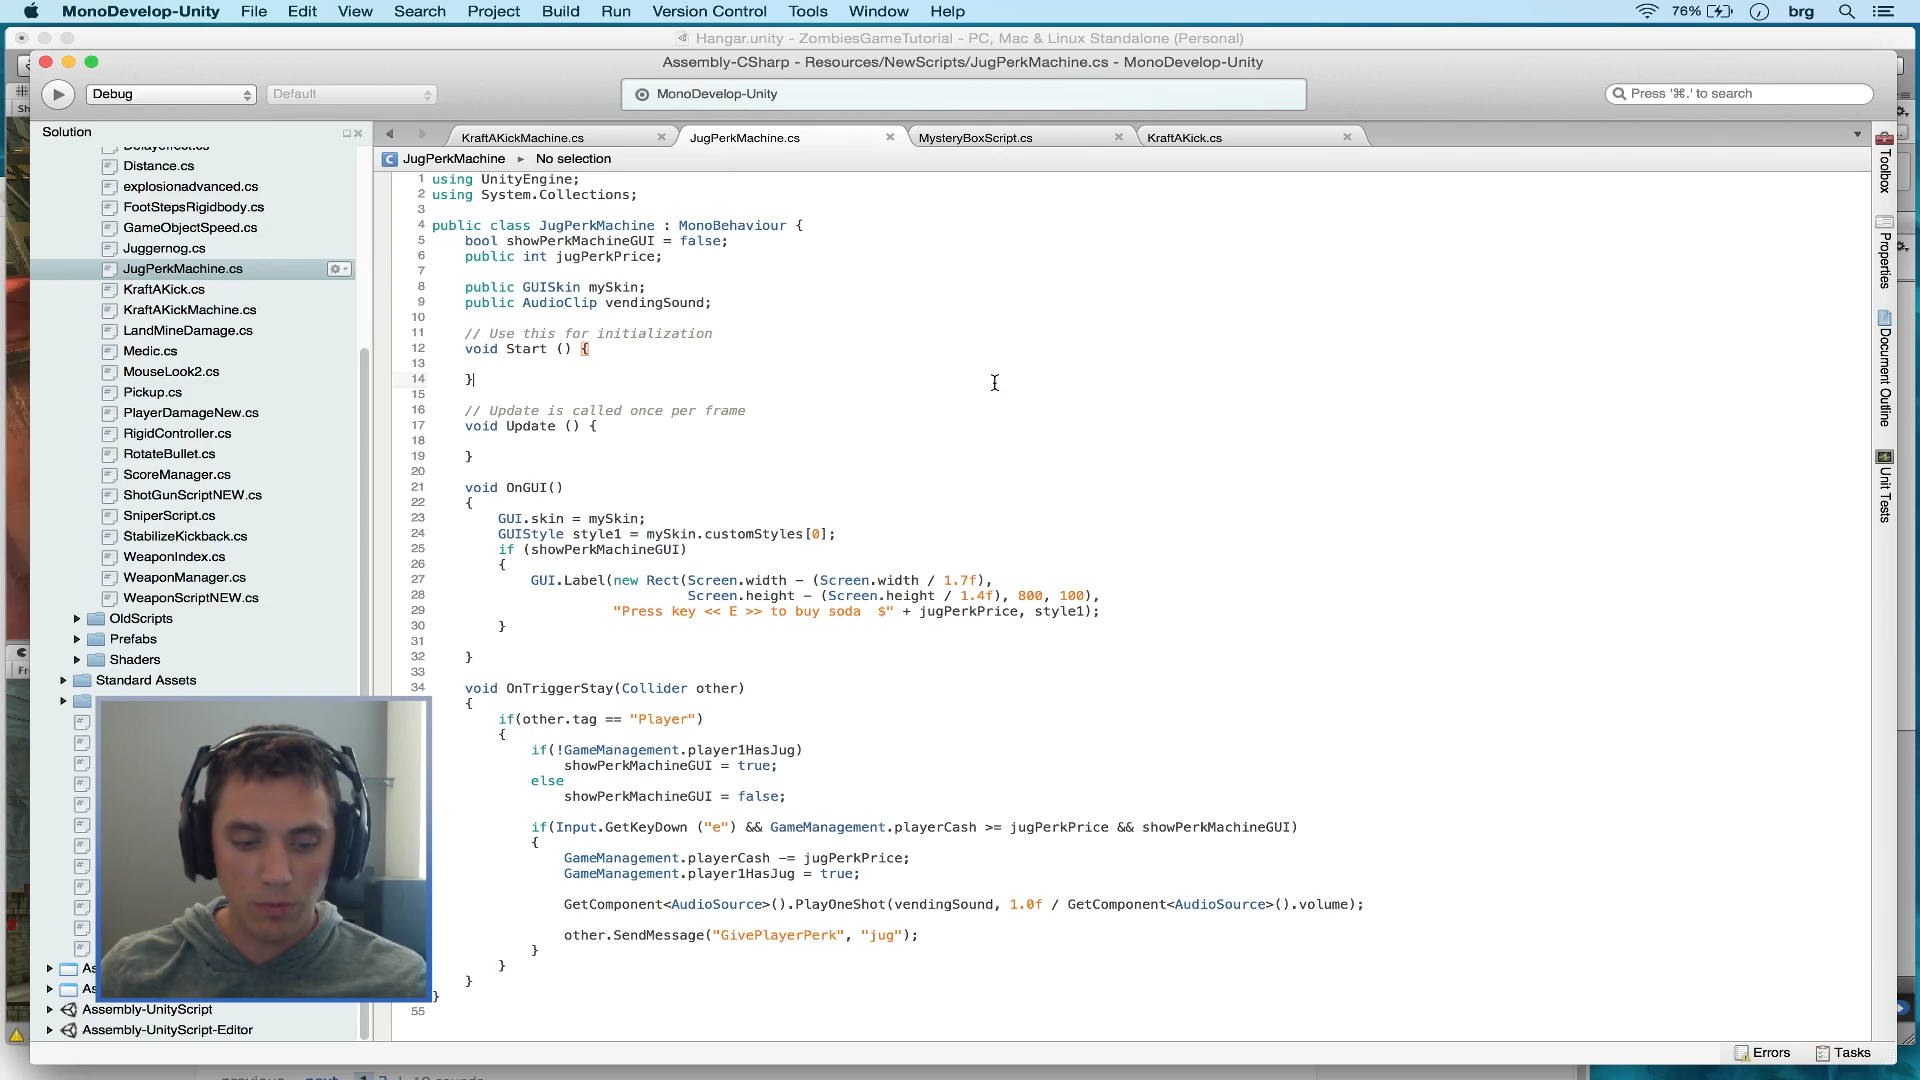 MonoDevelop-Unity File Edit View Search Project Build Run Version Control Tools Window Help 76% brg
Hangar.unity - ZombiesGameTutorial - PC, Mac & Linux Standalone (Personal)
Assembly-CSharp - Resources/NewScripts/JugPerkMachine.cs - MonoDevelop-Unity
Debug Default MonoDevelop-Unity Press '⌘.' to search
Solution
KraftAKickMachine.cs JugPerkMachine.cs MysteryBoxScript.cs KraftAKick.cs
JugPerkMachine ▸ No selection
DelayEffect.cs
Distance.cs
explosionadvanced.cs
FootStepsRigidbody.cs
GameObjectSpeed.cs
Juggernog.cs
JugPerkMachine.cs
KraftAKick.cs
KraftAKickMachine.cs
LandMineDamage.cs
Medic.cs
MouseLook2.cs
Pickup.cs
PlayerDamageNew.cs
RigidController.cs
RotateBullet.cs
ScoreManager.cs
ShotGunScriptNEW.cs
SniperScript.cs
StabilizeKickback.cs
WeaponIndex.cs
WeaponManager.cs
WeaponScriptNEW.cs
OldScripts
Prefabs
Shaders
Standard Assets
As
As
Assembly-UnityScript
Assembly-UnityScript-Editor
1 using UnityEngine;
2 using System.Collections;
3
4 public class JugPerkMachine : MonoBehaviour {
5 bool showPerkMachineGUI = false;
6 public int jugPerkPrice;
7
8 public GUISkin mySkin;
9 public AudioClip vendingSound;
10
11 // Use this for initialization
12 void Start () {
13
14 }
15
16 // Update is called once per frame
17 void Update () {
18
19 }
20
21 void OnGUI()
22 {
23 GUI.skin = mySkin;
24 GUIStyle style1 = mySkin.customStyles[0];
25 if (showPerkMachineGUI)
26 {
27 GUI.Label(new Rect(Screen.width - (Screen.width / 1.7f),
28 Screen.height - (Screen.height / 1.4f), 800, 100),
29 "Press key << E >> to buy soda  $" + jugPerkPrice, style1);
30 }
31
32 }
33
34 void OnTriggerStay(Collider other)
{
if(other.tag == "Player")
{
if(!GameManagement.player1HasJug)
showPerkMachineGUI = true;
else
showPerkMachineGUI = false;
if(Input.GetKeyDown ("e") && GameManagement.playerCash >= jugPerkPrice && showPerkMachineGUI)
{
GameManagement.playerCash -= jugPerkPrice;
GameManagement.player1HasJug = true;
GetComponent<AudioSource>().PlayOneShot(vendingSound, 1.0f / GetComponent<AudioSource>().volume);
other.SendMessage("GivePlayerPerk", "jug");
}
}
}
}
55
Toolbox
Properties
Document Outline
Unit Tests
Errors Tasks